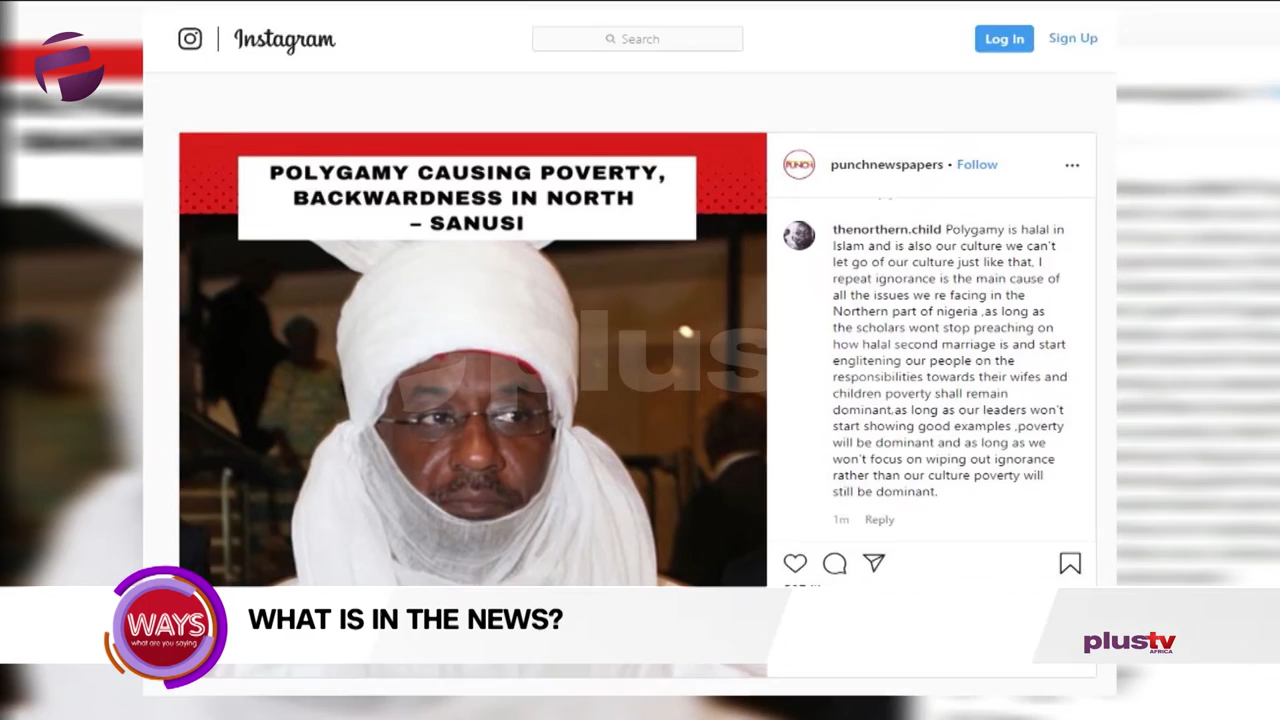 Instagram
Search
Log In
Sign Up
POLYGAMY CAUSING POVERTY,
BACKWARDNESS IN NORTH
– SANUSI
PUNCH
punchnewspapers • Follow
thenorthern.child Polygamy is halal in
Islam and is also our culture we can't
let go of our culture just like that, I
repeat ignorance is the main cause of
all the issues we re facing in the
Northern part of nigeria ,as long as
the scholars wont stop preaching on
how halal second marriage is and start
englitening our people on the
responsibilities towards their wifes and
children poverty shall remain
dominant,as long as our leaders won't
start showing good examples ,poverty
will be dominant and as long as we
won't focus on wiping out ignorance
rather than our culture poverty will
still be dominant.
1m Reply
plus
WAYS
what are you saying
WHAT IS IN THE NEWS?
plustv
AFRICA